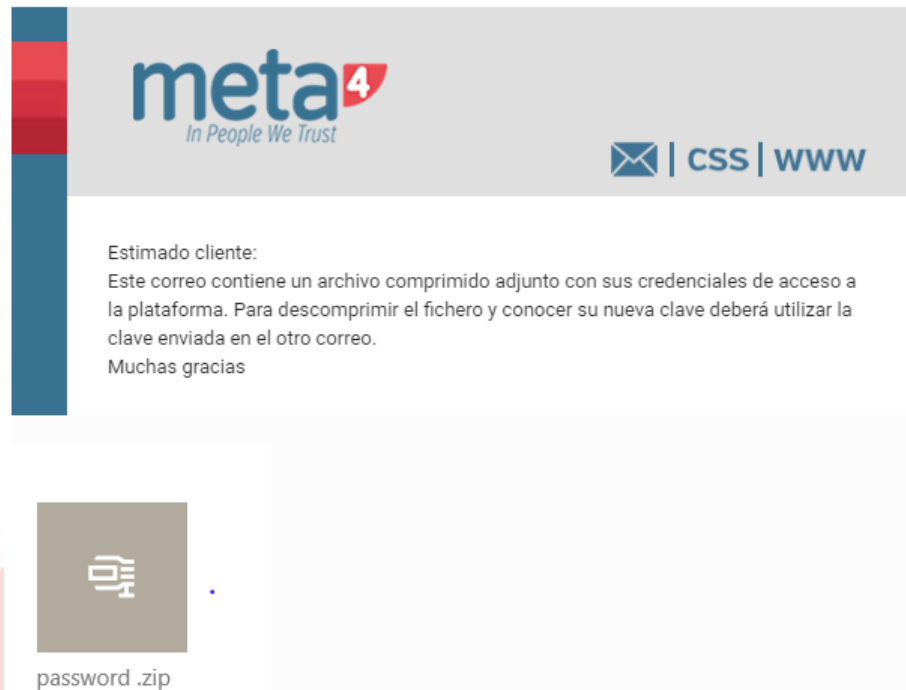 meta4
In People We Trust
| CSS | WWW
Estimado cliente:
Este correo contiene un archivo comprimido adjunto con sus credenciales de acceso a
la plataforma. Para descomprimir el fichero y conocer su nueva clave deberá utilizar la
clave enviada en el otro correo.
Muchas gracias
.
password .zip